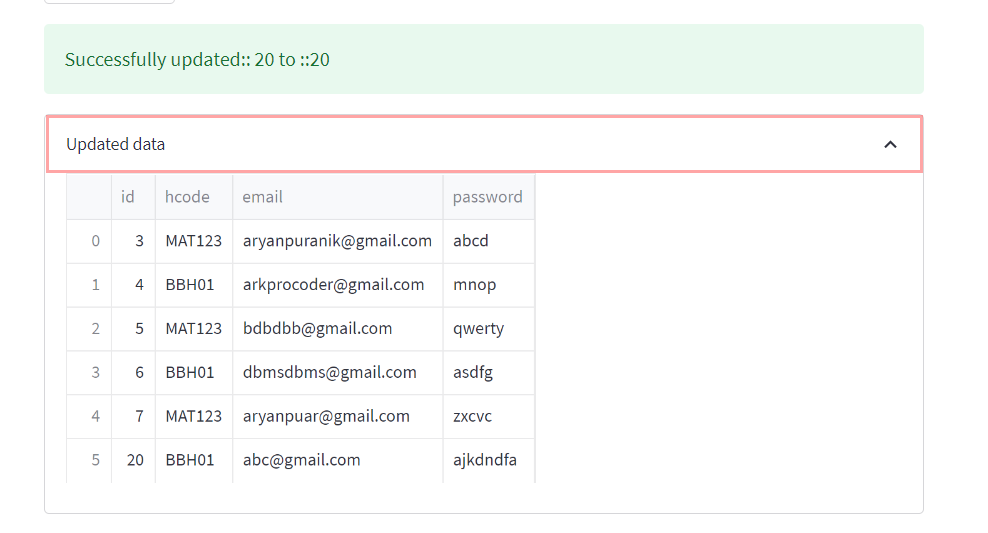 Successfully updated:: 20 to ::20
Updated data
id hcode email password
0 3 MAT123 aryanpuranik@gmail.com abcd
1 4 BBH01 arkprocoder@gmail.com mnop
2 5 MAT123 bdbdbb@gmail.com qwerty
3 6 BBH01 dbmsdbms@gmail.com asdfg
4 7 MAT123 aryanpuar@gmail.com zxcvc
5 20 BBH01 abc@gmail.com ajkdndfa